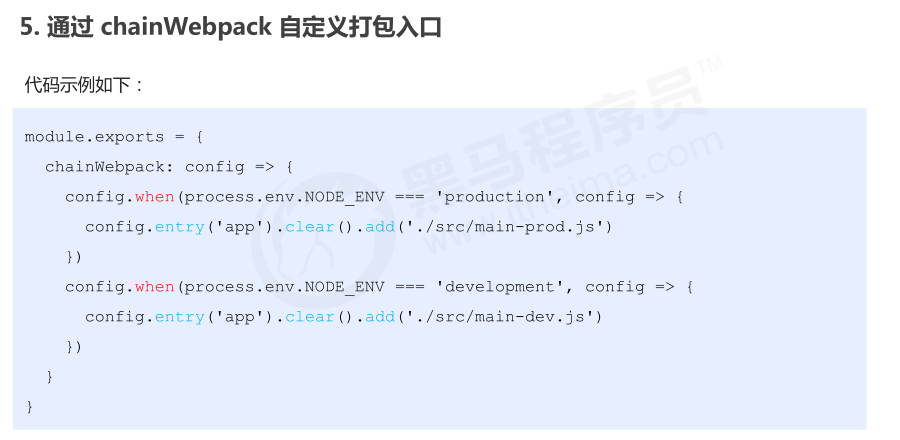 5. 通过 chainWebpack 自定义打包入口
代码示例如下：
module.exports = {
  chainWebpack: config => {
    config.when(process.env.NODE_ENV === 'production', config => {
      config.entry('app').clear().add('./src/main-prod.js')
    })
    config.when(process.env.NODE_ENV === 'development', config => {
      config.entry('app').clear().add('./src/main-dev.js')
    })
  }
}
黑马程序员™
www.itheima.com